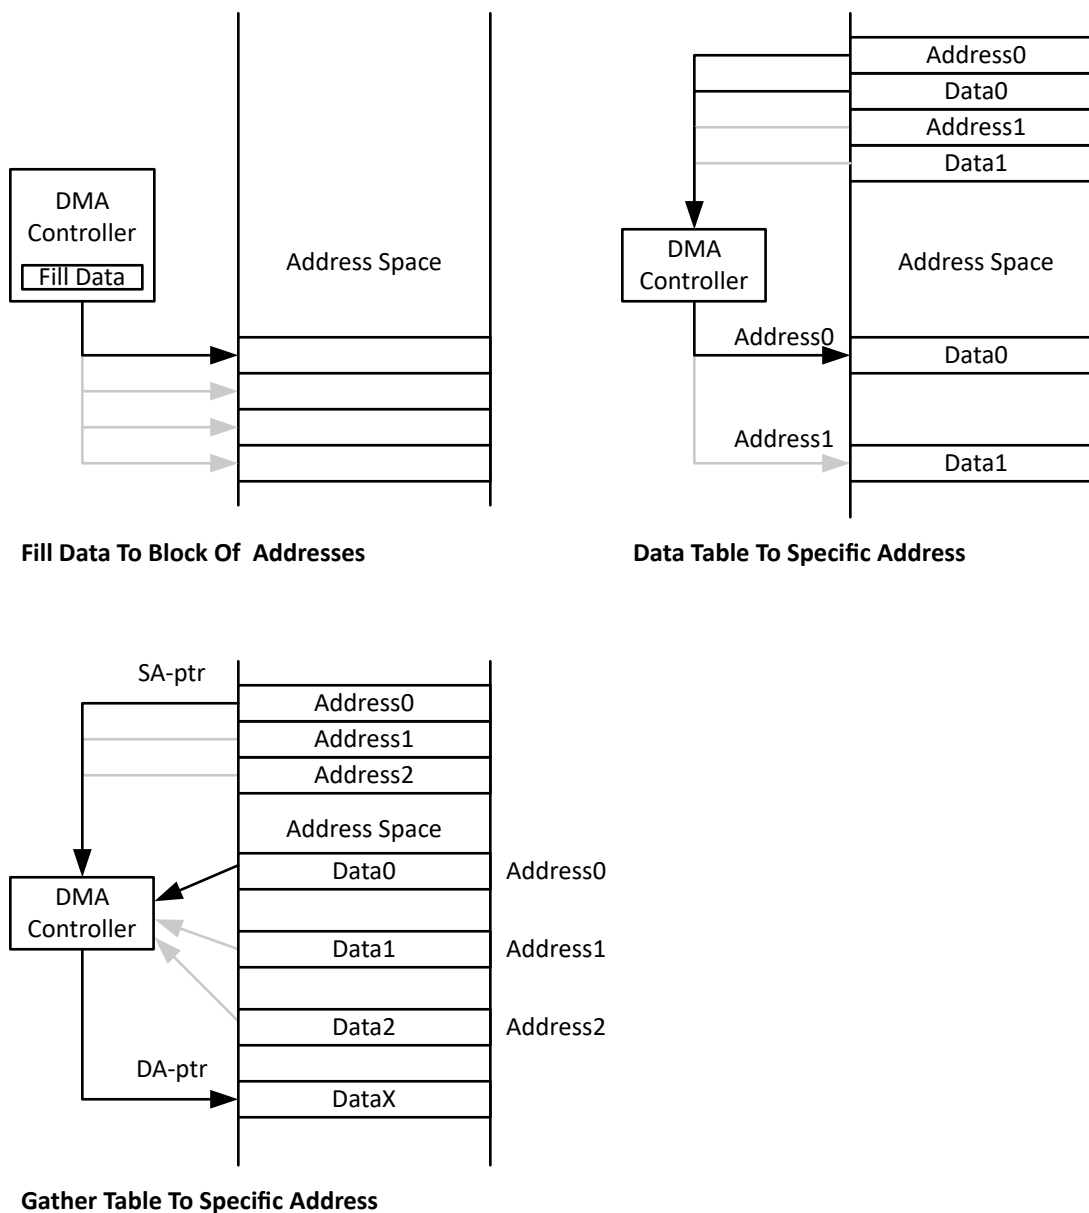 DMA
Controller
Fill Data
Address Space
Fill Data To Block Of  Addresses
Address0
Data0
Address1
Data1
DMA
Controller
Address Space
Address0
Data0
Address1
Data1
Data Table To Specific Address
SA-ptr
Address0
Address1
Address2
Address Space
DMA
Controller
Data0
Address0
Data1
Address1
Data2
Address2
DA-ptr
DataX
Gather Table To Specific Address